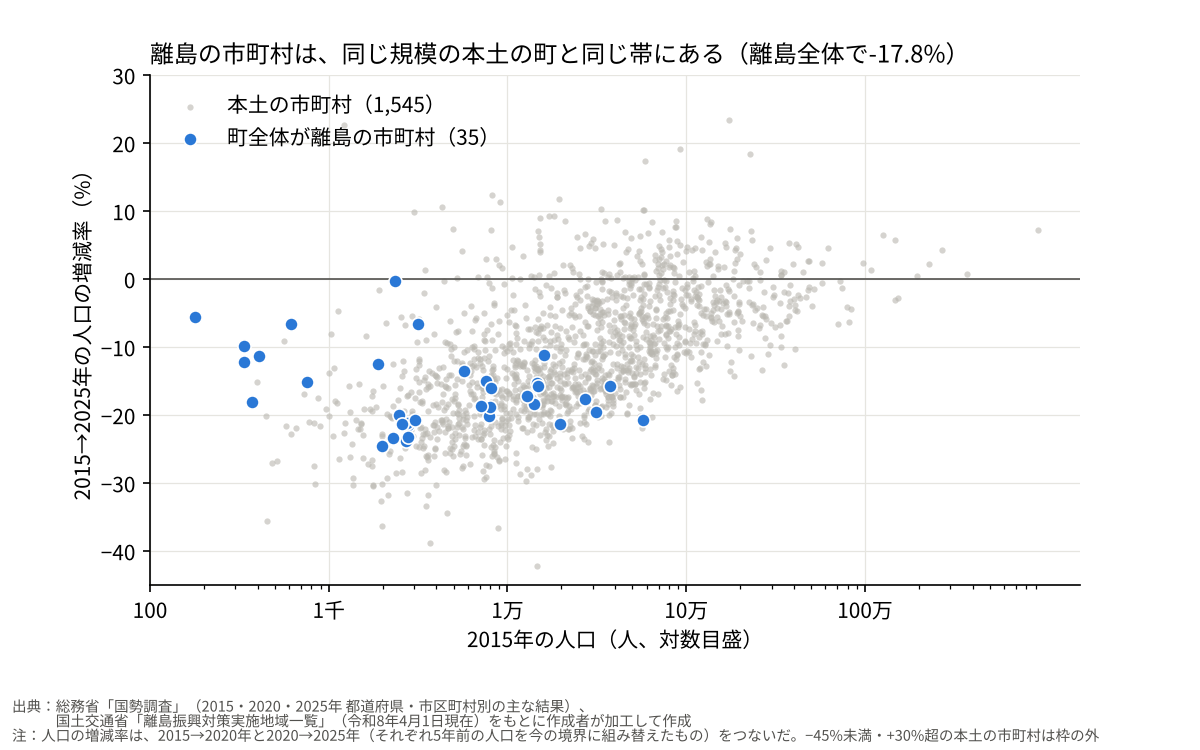 離島の市町村は、同じ規模の本土の町と同じ帯にある（離島全体で-17.8%）
本土の市町村（1,545）
町全体が離島の市町村（35）
2015→2025年の人口の増減率（%）
30
20
10
0
−10
−20
−30
−40
100
1千
1万
10万
100万
2015年の人口（人、対数目盛）
出典：総務省「国勢調査」（2015・2020・2025年 都道府県・市区町村別の主な結果）、
国土交通省「離島振興対策実施地域一覧」（令和8年4月1日現在）をもとに作成者が加工して作成
注：人口の増減率は、2015→2020年と2020→2025年（それぞれ5年前の人口を今の境界に組み替えたもの）をつないだ。−45%未満・+30%超の本土の市町村は枠の外